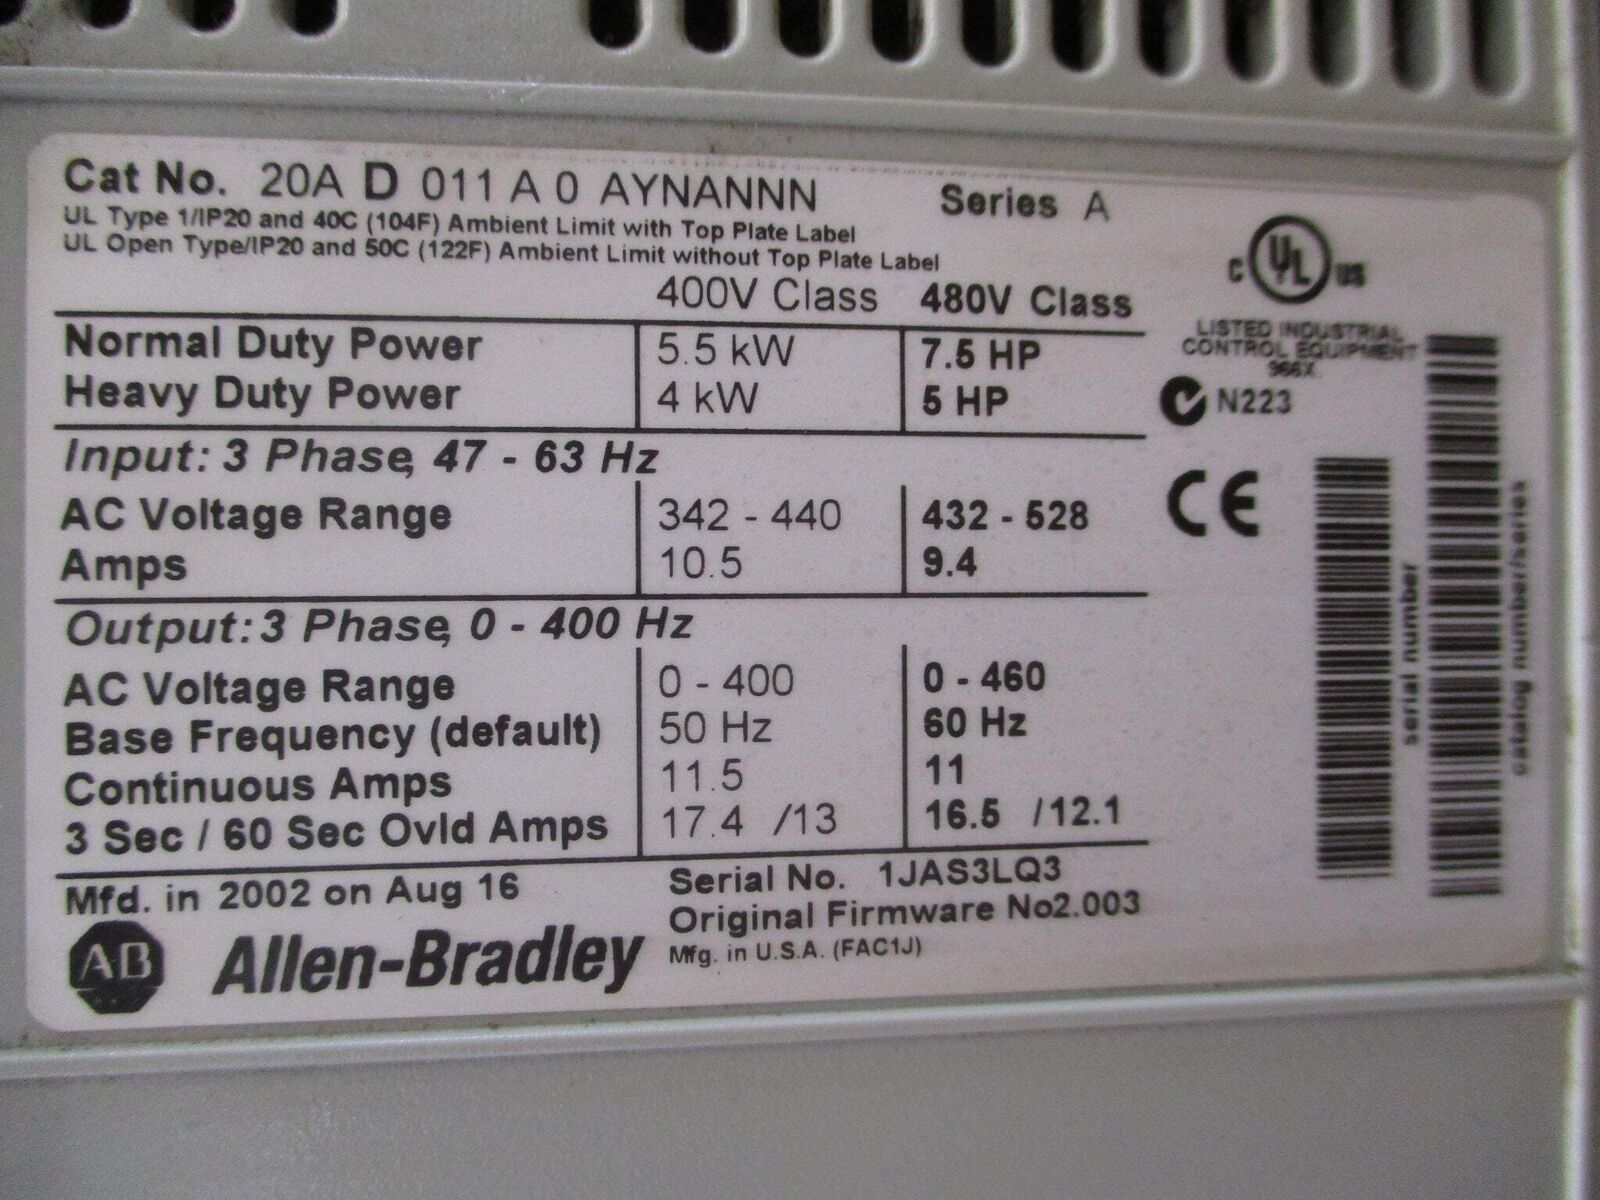 Cat No. 20A D 011 A 0 AYNANNN Series A
UL Type 1/IP20 and 40C (104F) Ambient Limit with Top Plate Label
UL Open Type/IP20 and 50C (122F) Ambient Limit without Top Plate Label
400V Class 480V Class
Normal Duty Power 5.5 kW 7.5 HP
Heavy Duty Power 4 kW 5 HP
Input: 3 Phase, 47 - 63 Hz
AC Voltage Range 342 - 440 432 - 528
Amps 10.5 9.4
Output: 3 Phase, 0 - 400 Hz
AC Voltage Range 0 - 400 0 - 460
Base Frequency (default) 50 Hz 60 Hz
Continuous Amps 11.5 11
3 Sec / 60 Sec Ovld Amps 17.4 /13 16.5 /12.1
Mfd. in 2002 on Aug 16
Serial No. 1JAS3LQ3
Original Firmware No2.003
Mfg. in U.S.A. (FAC1J)
AB Allen-Bradley
C UL US
LISTED INDUSTRIAL
CONTROL EQUIPMENT
966X
N223
CE
serial number
catalog number/series